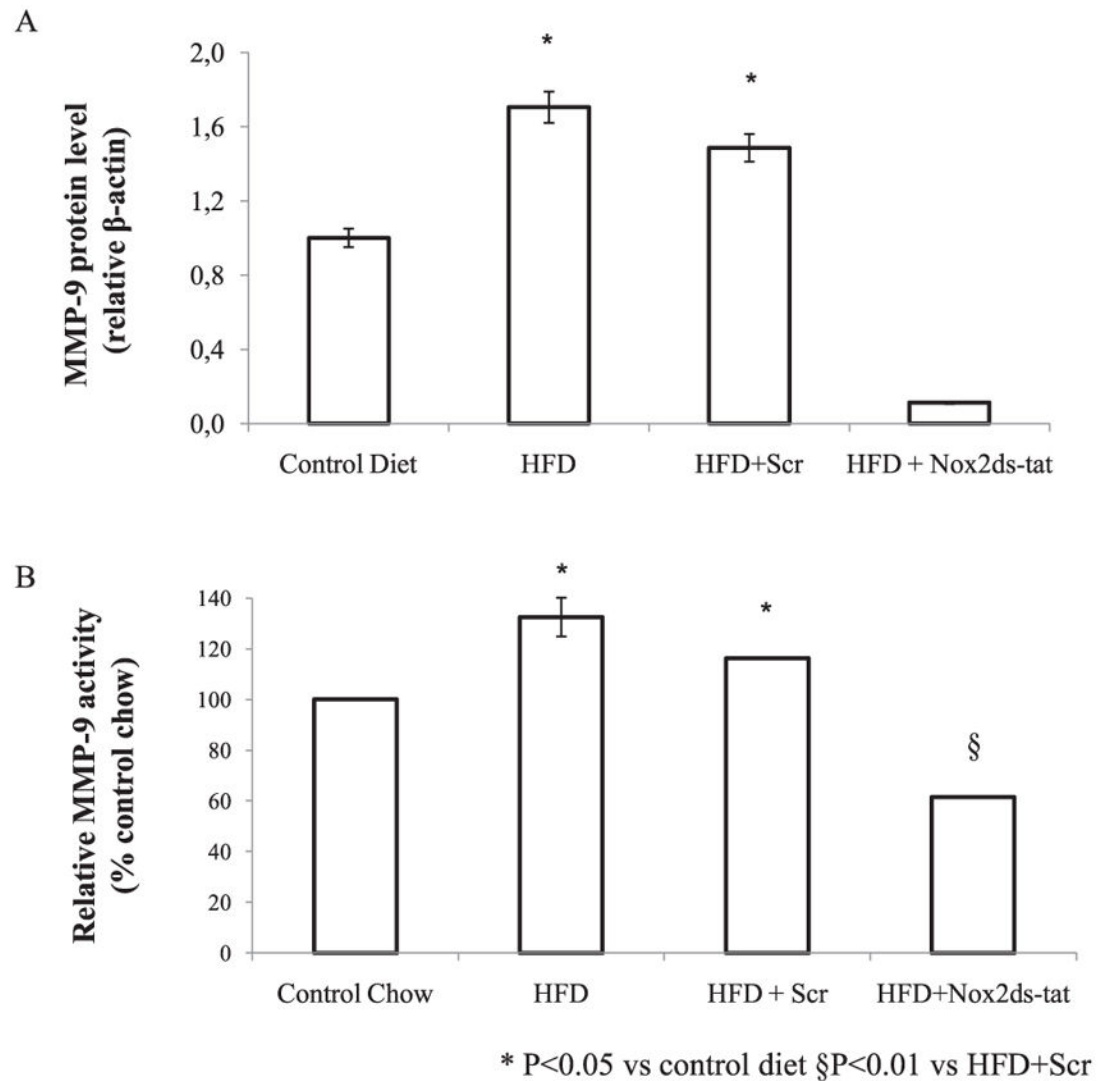 A
MMP-9 protein level
(relative β-actin)
2,0
1,6
1,2
0,8
0,4
0,0
*
*
Control Diet
HFD
HFD+Scr
HFD + Nox2ds-tat
B
Relative MMP-9 activity
(% control chow)
140
120
100
80
60
40
20
0
*
*
§
Control Chow
HFD
HFD + Scr
HFD+Nox2ds-tat
* P<0.05 vs control diet §P<0.01 vs HFD+Scr